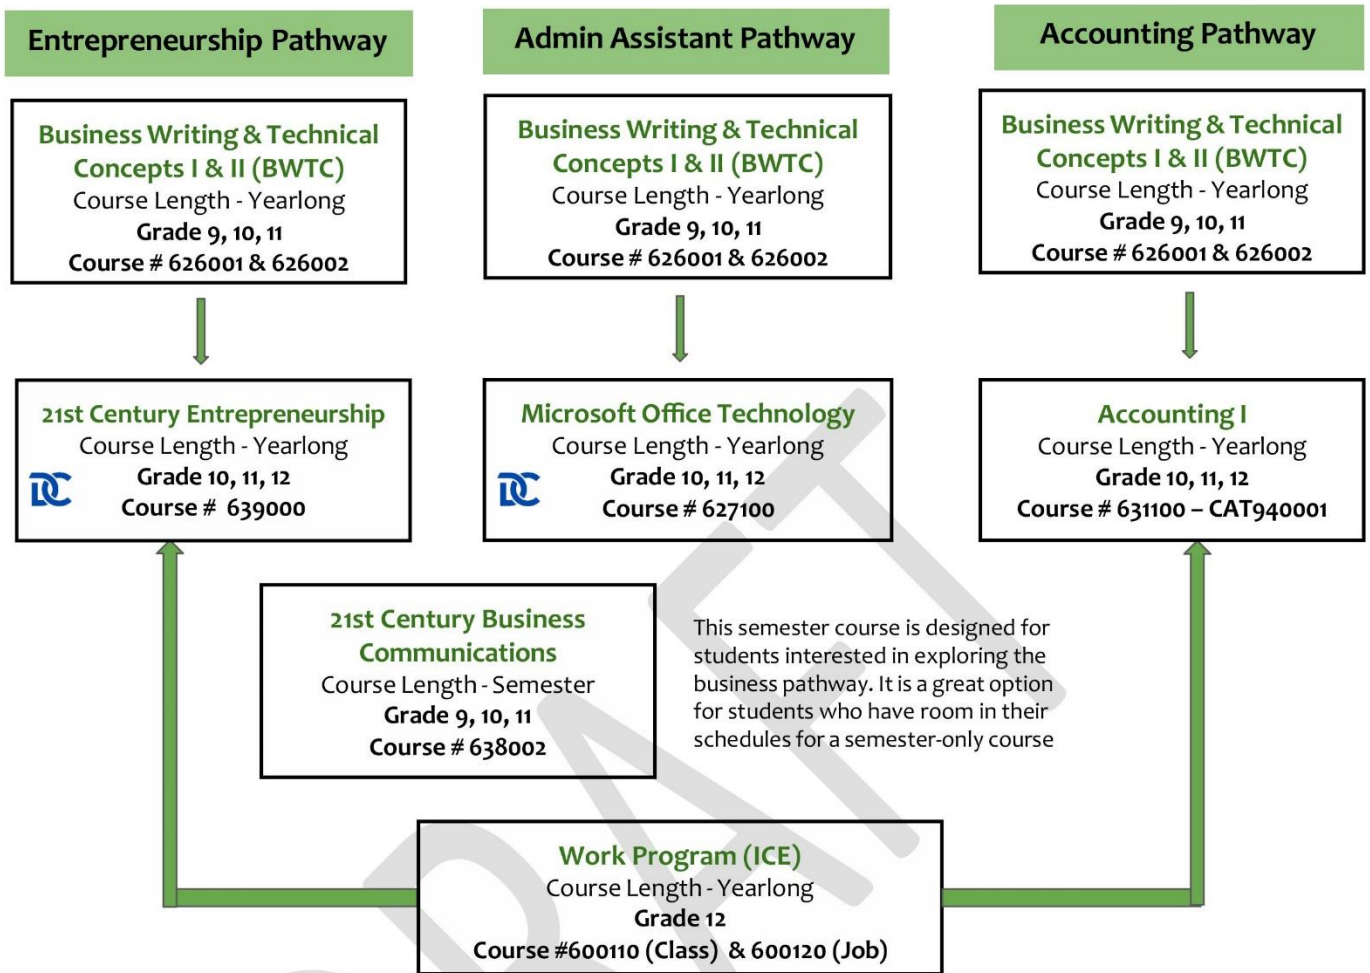 Entrepreneurship Pathway
Admin Assistant Pathway
Accounting Pathway
Business Writing & Technical
Concepts I & II (BWTC)
Course Length - Yearlong
Grade 9, 10, 11
Course # 626001 & 626002
Business Writing & Technical
Concepts I & II (BWTC)
Course Length - Yearlong
Grade 9, 10, 11
Course # 626001 & 626002
Business Writing & Technical
Concepts I & II (BWTC)
Course Length - Yearlong
Grade 9, 10, 11
Course # 626001 & 626002
21st Century Entrepreneurship
Course Length - Yearlong
Grade 10, 11, 12
Course # 639000
DC
Microsoft Office Technology
Course Length - Yearlong
Grade 10, 11, 12
Course # 627100
DC
Accounting I
Course Length - Yearlong
Grade 10, 11, 12
Course # 631100 – CAT940001
21st Century Business
Communications
Course Length - Semester
Grade 9, 10, 11
Course # 638002
This semester course is designed for
students interested in exploring the
business pathway. It is a great option
for students who have room in their
schedules for a semester-only course
Work Program (ICE)
Course Length - Yearlong
Grade 12
Course #600110 (Class) & 600120 (Job)
DRAFT